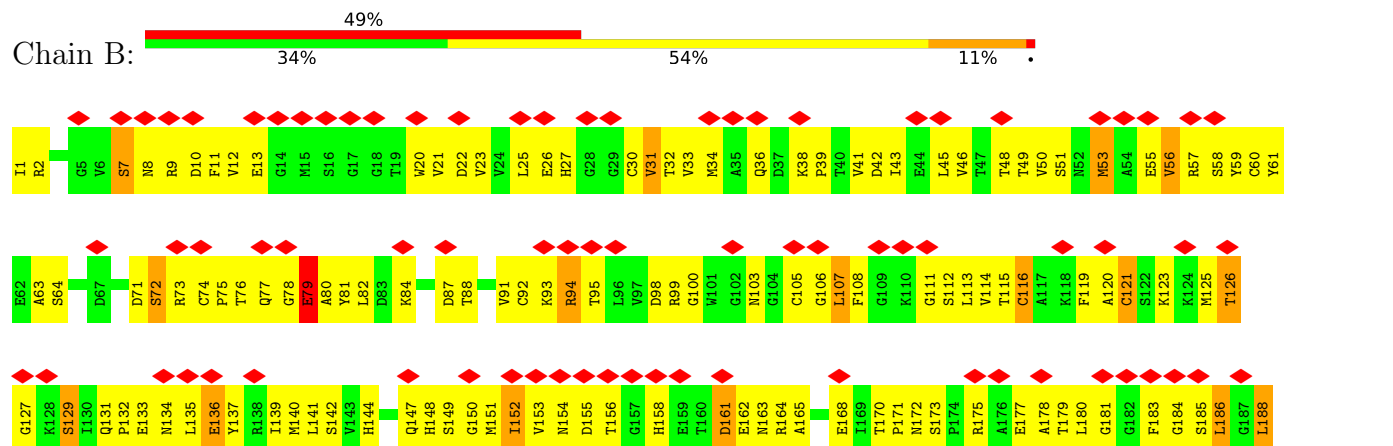 49%
Chain B:
34% 54% 11% •
I1 R2 G5 V6 S7 N8 R9 D10 F11 V12 E13 G14 M15 S16 G17 G18 T19 W20 V21 D22 V23 V24 L25 E26 H27 G28 G29 C30 V31 T32 V33 M34 A35 Q36 D37 K38 P39 T40 V41 D42 I43 E44 L45 V46 T47 T48 T49 V50 S51 N52 M53 A54 E55 V56 R57 S58 Y59 C60 Y61
E62 A63 S64 D67 D71 S72 R73 C74 P75 T76 Q77 G78 E79 A80 Y81 L82 D83 K84 D87 T88 V91 C92 K93 R94 T95 L96 V97 D98 R99 G100 W101 G102 N103 G104 C105 G106 L107 F108 G109 K110 G111 S112 L113 V114 T115 C116 A117 K118 F119 A120 C121 S122 K123 K124 M125 T126
G127 K128 S129 I130 Q131 P132 E133 N134 L135 E136 Y137 R138 I139 M140 L141 S142 V143 H144 Q147 H148 S149 G150 M151 I152 V153 N154 D155 T156 G157 H158 E159 T160 D161 E162 N163 R164 A165 E168 I169 T170 P171 N172 S173 P174 R175 A176 E177 A178 T179 L180 G181 G182 F183 G184 S185 L186 G187 L188